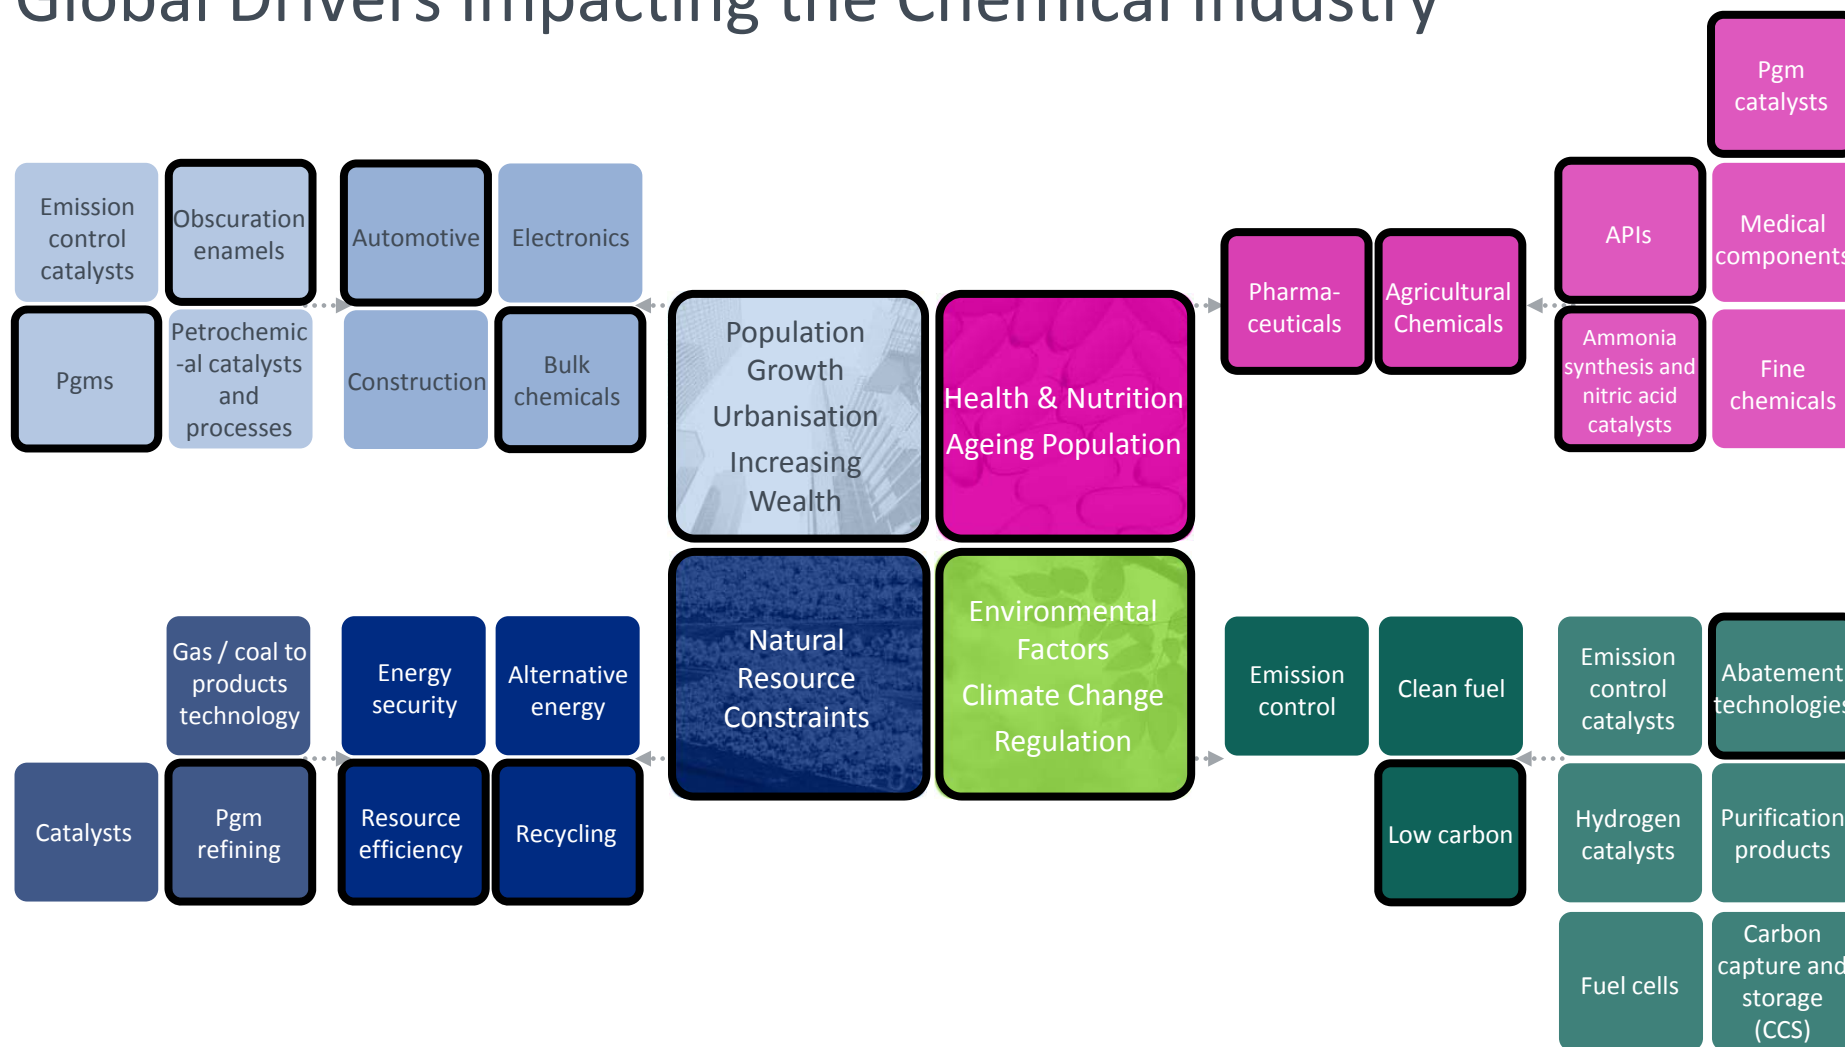 Global Drivers Impacting the Chemical Industry
Pgm
catalysts
Emission
control
catalysts
Obscuration
enamels
Automotive
Electronics
Pgms
Petrochemic
-al catalysts
and
processes
Construction
Bulk
chemicals
Population
Growth
Urbanisation
Increasing
Wealth
Health & Nutrition
Ageing Population
Pharma-
ceuticals
Agricultural
Chemicals
APIs
Medical
components
Ammonia
synthesis and
nitric acid
catalysts
Fine
chemicals
Gas / coal to
products
technology
Energy
security
Alternative
energy
Catalysts
Pgm
refining
Resource
efficiency
Recycling
Natural
Resource
Constraints
Environmental
Factors
Climate Change
Regulation
Emission
control
Clean fuel
Low carbon
Emission
control
catalysts
Abatement
technologies
Hydrogen
catalysts
Purification
products
Fuel cells
Carbon
capture and
storage
(CCS)